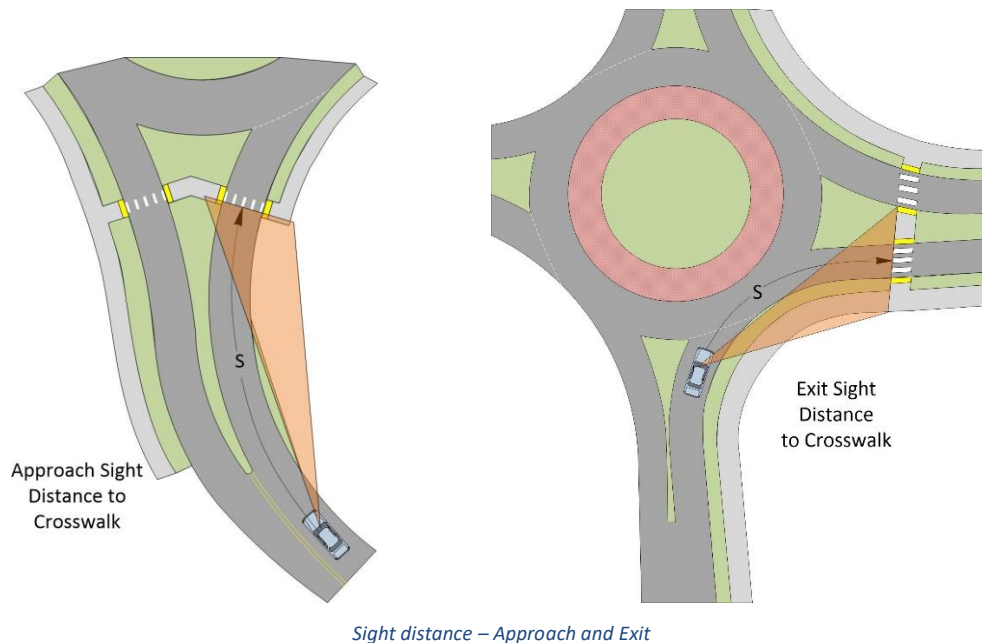 S
Approach Sight
Distance to
Crosswalk
S
Exit Sight
Distance
to Crosswalk
Sight distance – Approach and Exit